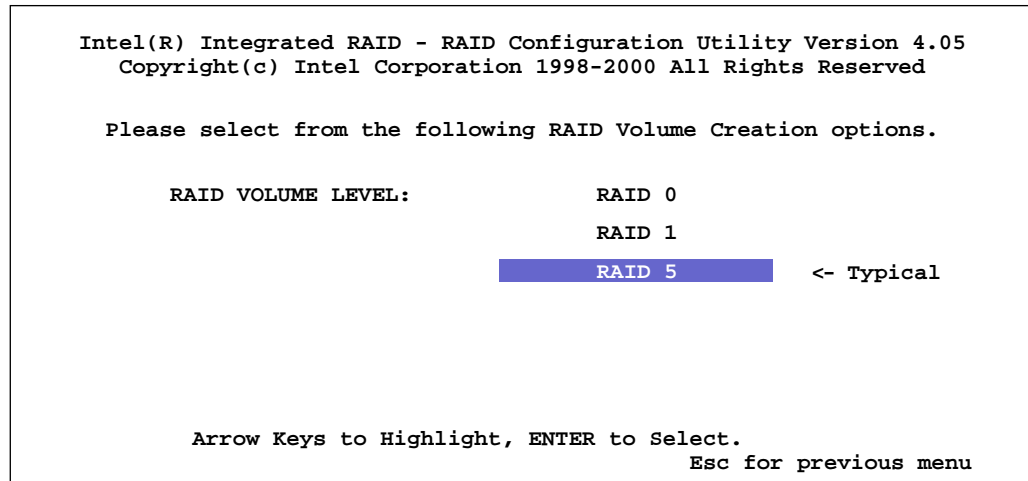 Intel(R) Integrated RAID - RAID Configuration Utility Version 4.05
Copyright(c) Intel Corporation 1998-2000 All Rights Reserved
Please select from the following RAID Volume Creation options.
RAID VOLUME LEVEL: RAID 0
RAID 1
RAID 5 <- Typical
Arrow Keys to Highlight, ENTER to Select.
Esc for previous menu